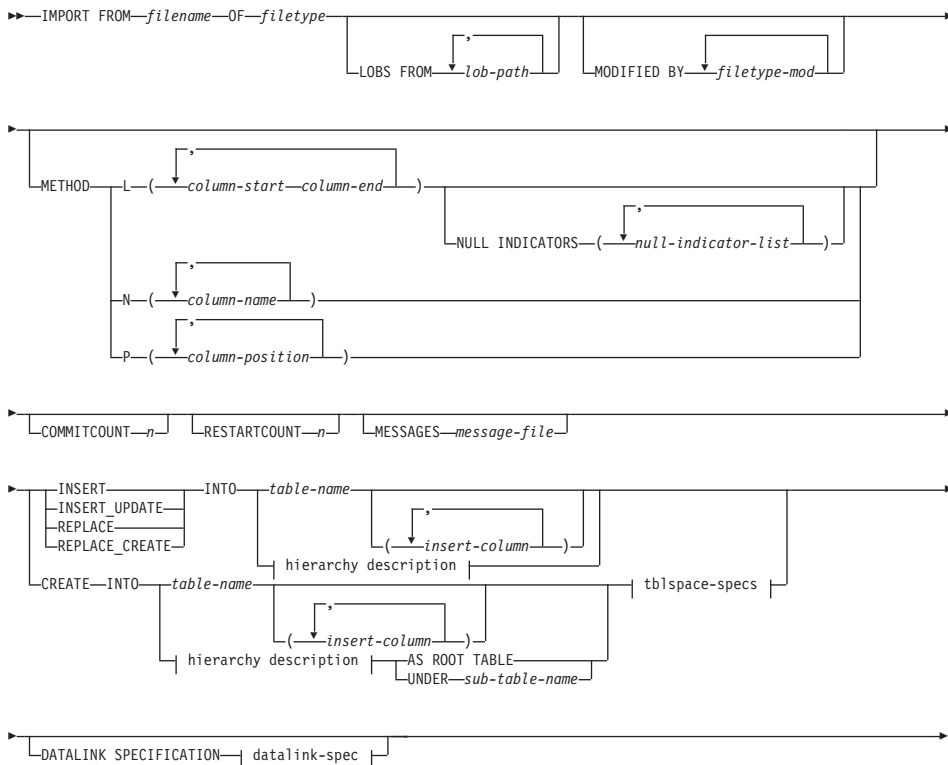 IMPORT FROM filename OF filetype
,
LOBS FROM lob-path
,
MODIFIED BY filetype-mod
METHOD L ( column-start column-end )
,
NULL INDICATORS ( null-indicator-list )
,
N ( column-name )
,
P ( column-position )
COMMITCOUNT n RESTARTCOUNT n MESSAGES message-file
INSERT INTO table-name
INSERT_UPDATE
REPLACE
REPLACE_CREATE
,
( insert-column )
hierarchy description
CREATE INTO table-name tblspace-specs
,
( insert-column )
hierarchy description AS ROOT TABLE
UNDER sub-table-name
DATALINK SPECIFICATION datalink-spec